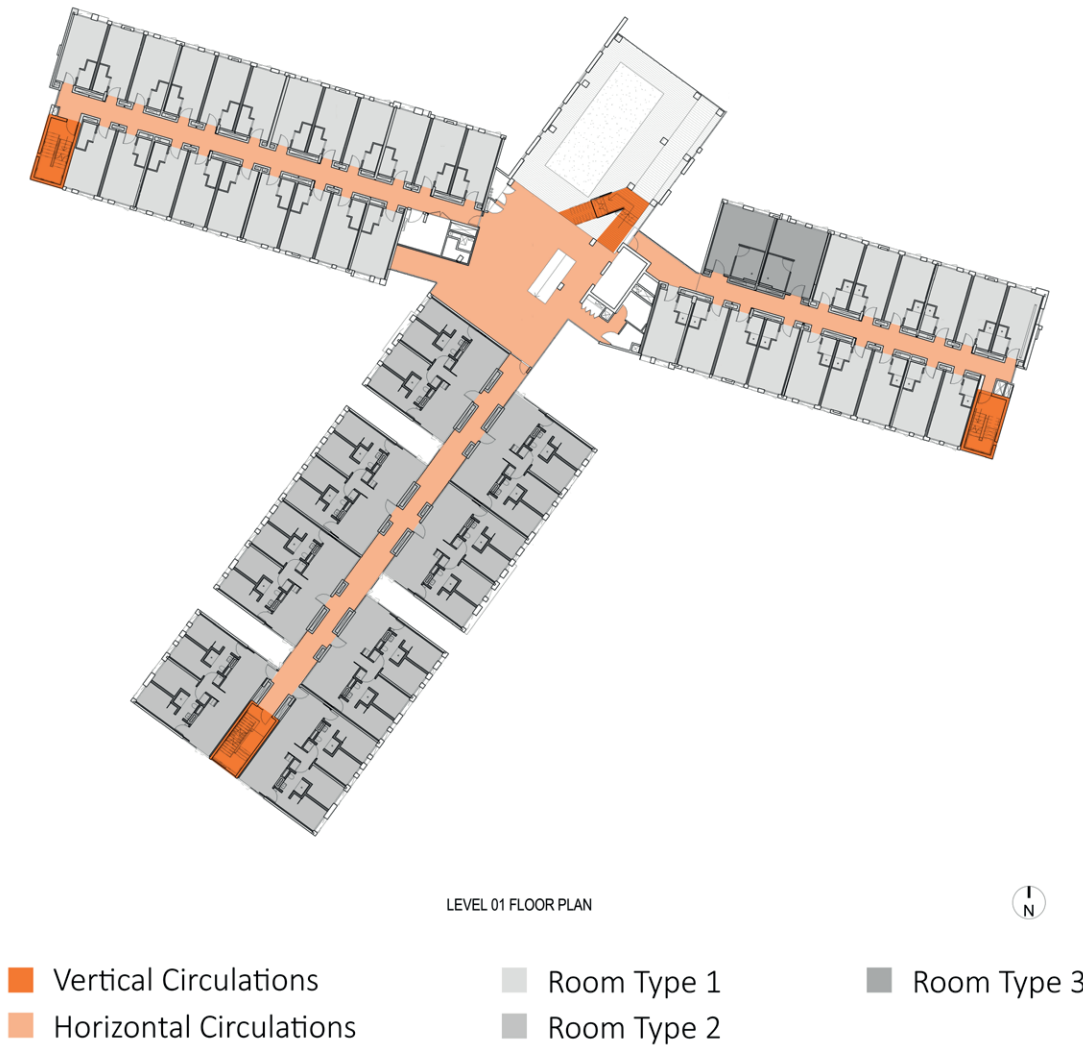 LEVEL 01 FLOOR PLAN
N
Vertical Circulations
Room Type 1
Room Type 3
Horizontal Circulations
Room Type 2